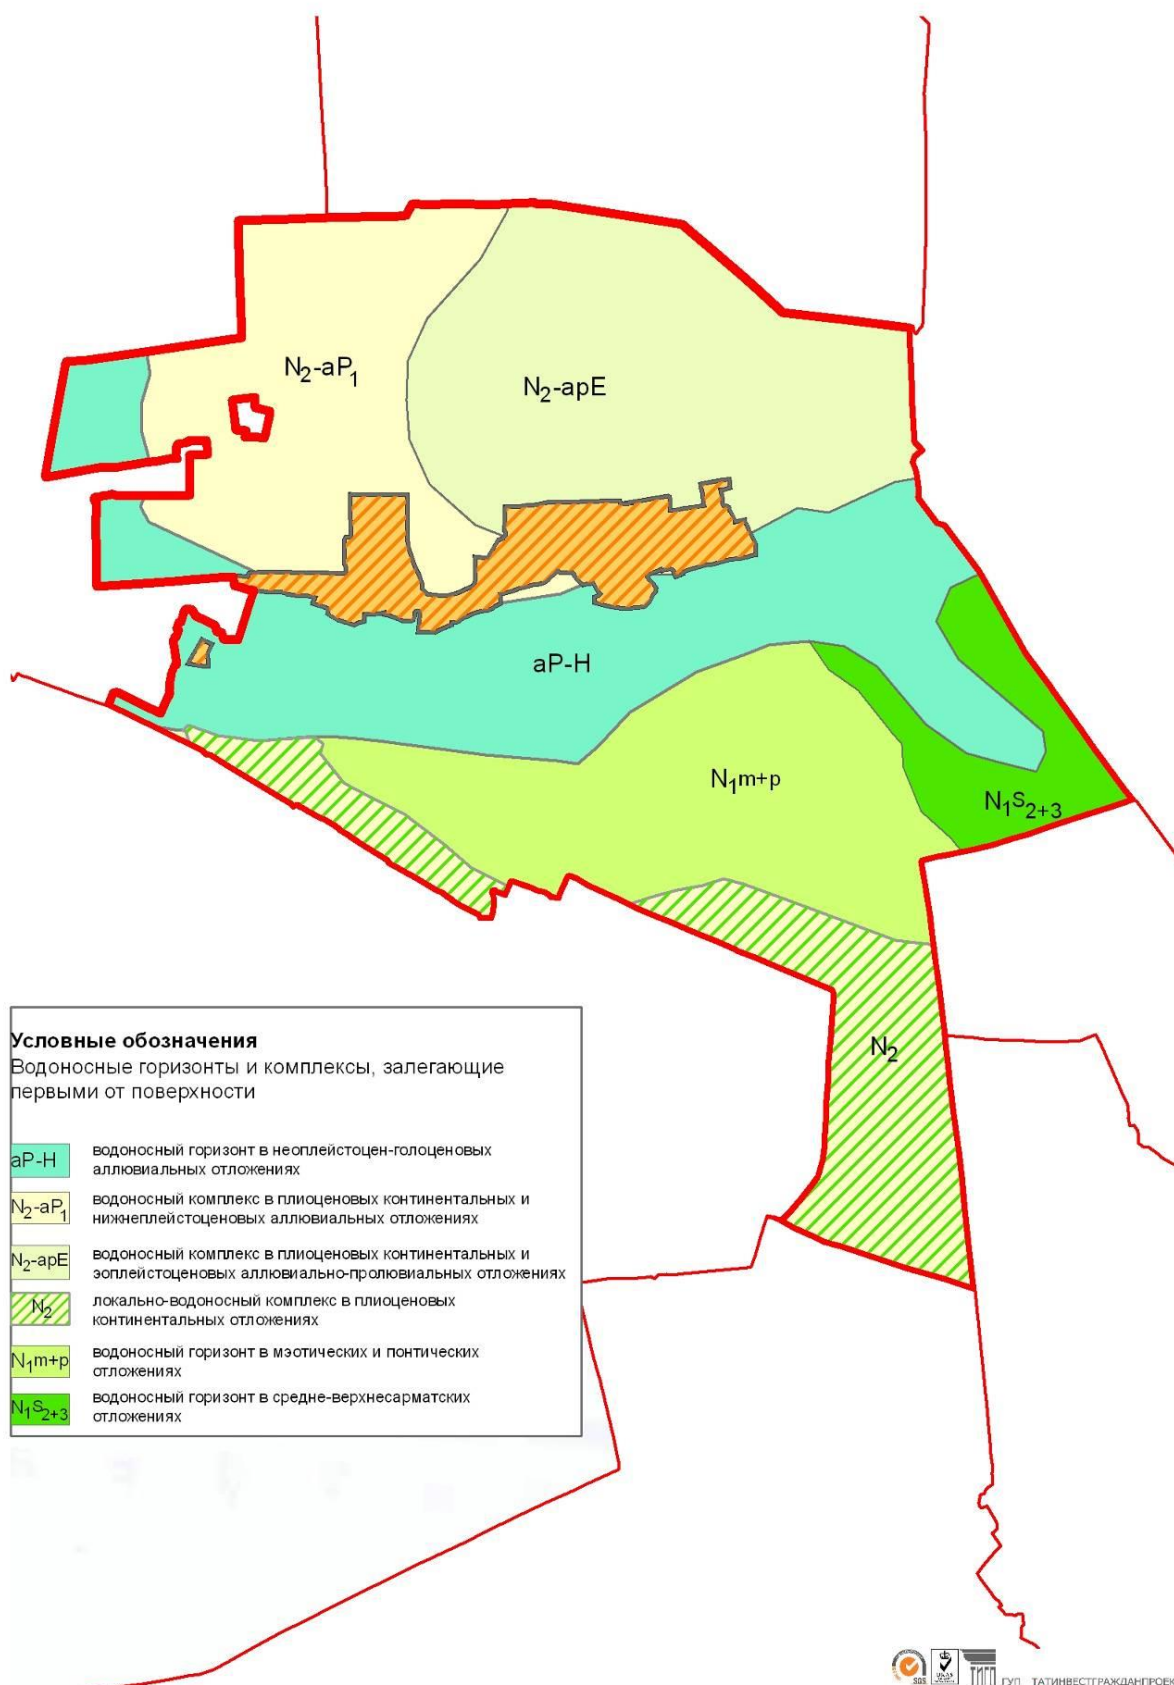 N₂-aP₁
N₂-apE
aP-H
N₁m+p
N₁S₂₊₃
N₂
Условные обозначения
Водоносные горизонты и комплексы, залегающие
первыми от поверхности
aP-H
водоносный горизонт в неоплейстоцен-голоценовых
аллювиальных отложениях
N₂-aP₁
водоносный комплекс в плиоценовых континентальных и
нижнеплейстоценовых аллювиальных отложениях
N₂-apE
водоносный комплекс в плиоценовых континентальных и
эоплейстоценовых аллювиально-пролювиальных отложениях
N₂
локально-водоносный комплекс в плиоценовых
континентальных отложениях
N₁m+p
водоносный горизонт в мэотических и понтических
отложениях
N₁S₂₊₃
водоносный горизонт в средне-верхнесарматских
отложениях
SGS
ГУП ТАТИНВЕСТГРАЖДАНПРОЕК